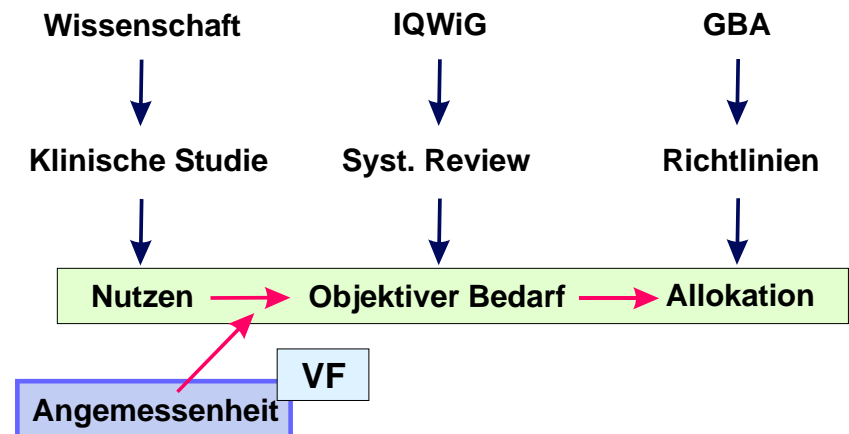 Wissenschaft IQWiG GBA
Klinische Studie Syst. Review Richtlinien
Nutzen Objektiver Bedarf Allokation
VF
Angemessenheit